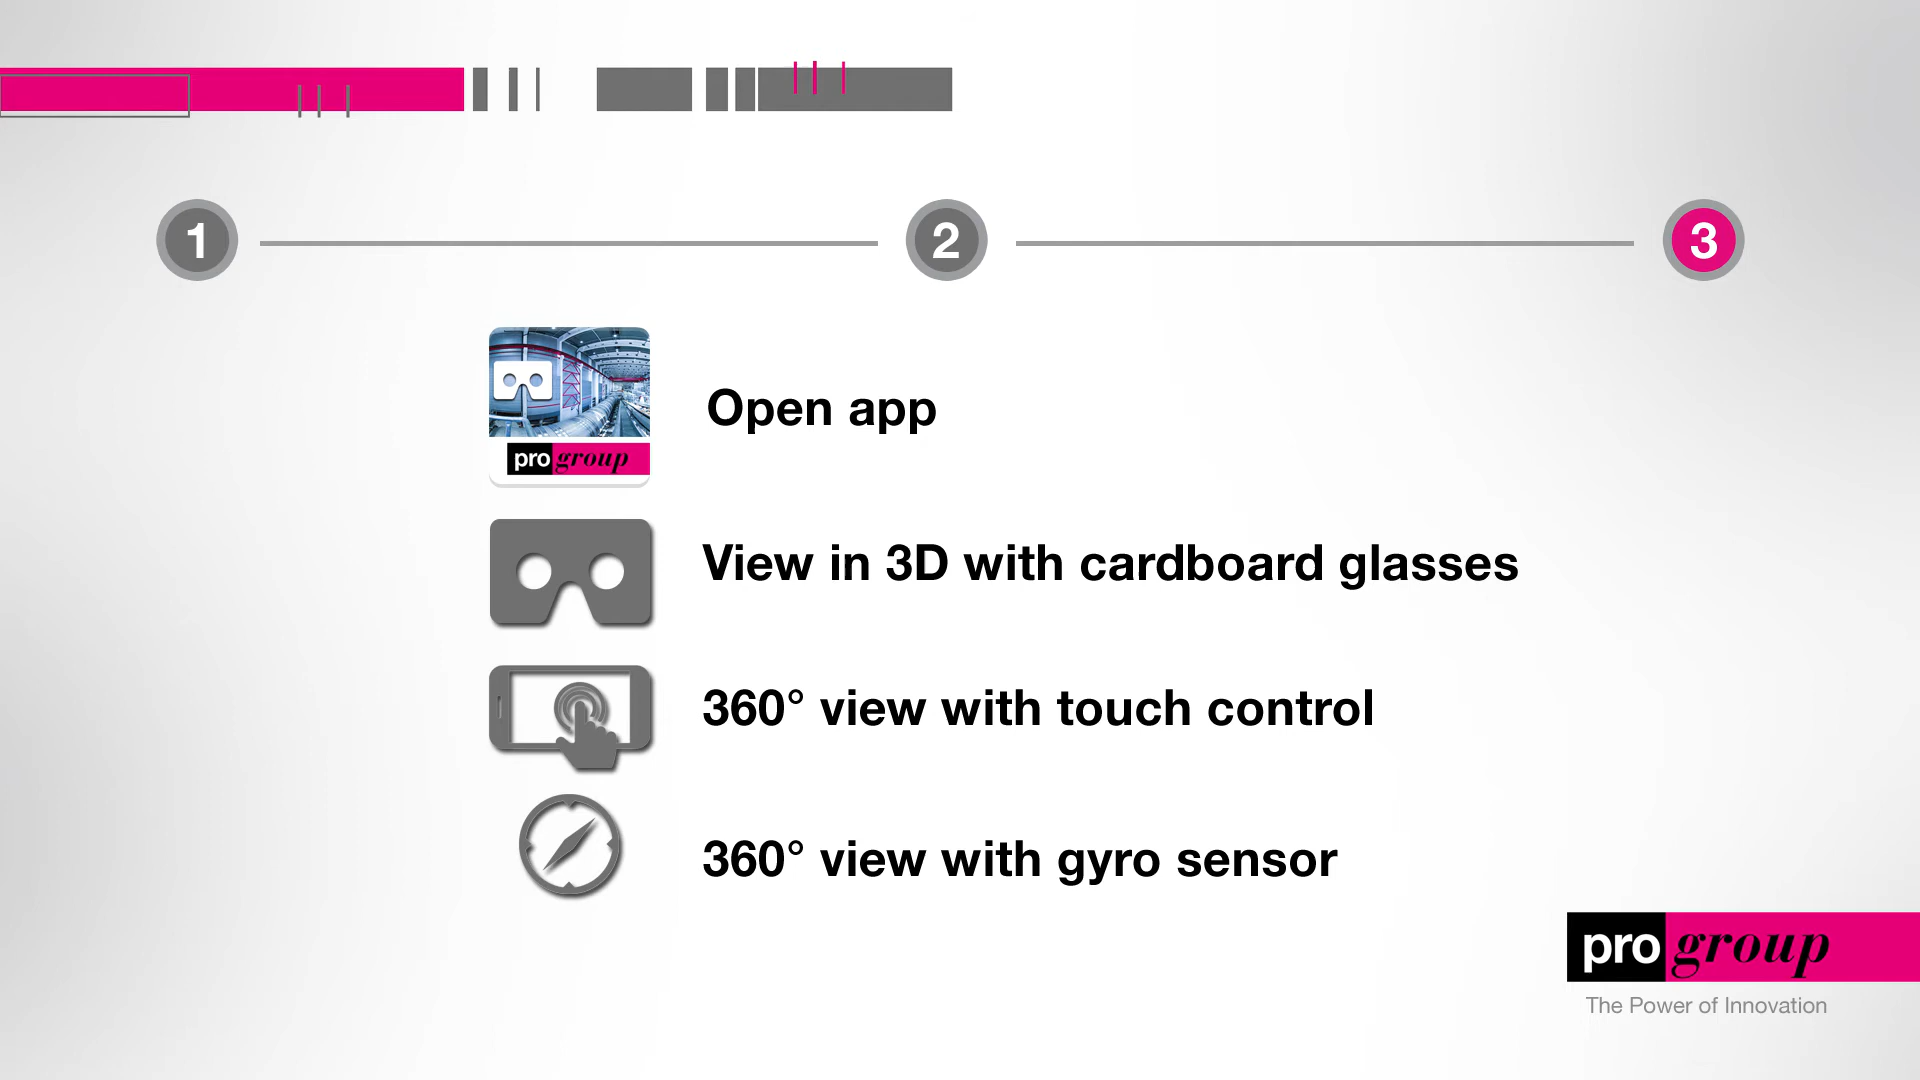 1 2 3
pro group
Open app
View in 3D with cardboard glasses
360° view with touch control
360° view with gyro sensor
pro group
The Power of Innovation